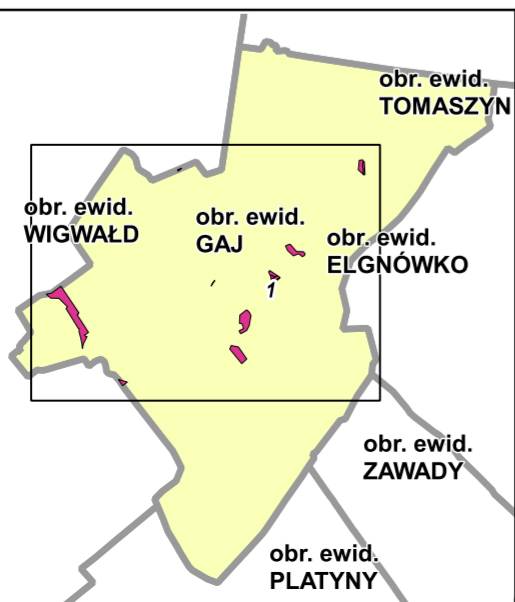 obr. ewid.
TOMASZYN
obr. ewid.
WIGWAŁD
obr. ewid.
GAJ
obr. ewid.
ELGNÓWKO
1
obr. ewid.
ZAWADY
obr. ewid.
PLATYNY